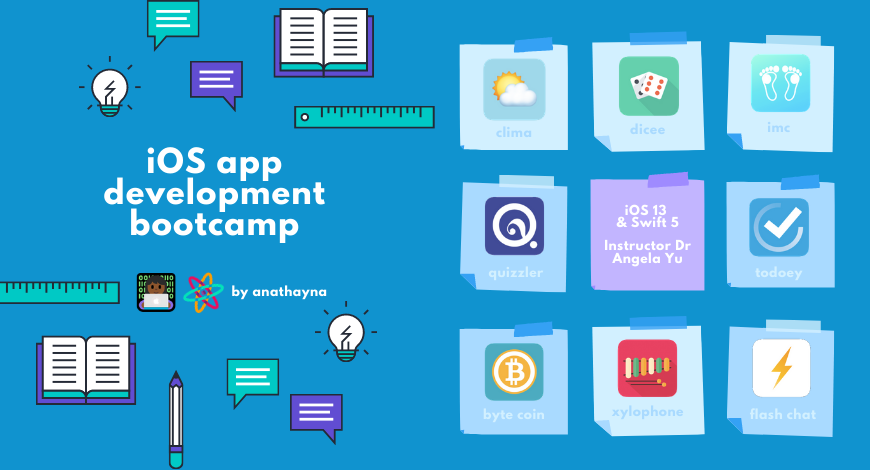 iOS app
development
bootcamp
by anathayna
clima
dicee
imc
quizzler
iOS 13
& Swift 5
Instructor Dr
Angela Yu
todoey
byte coin
xylophone
flash chat